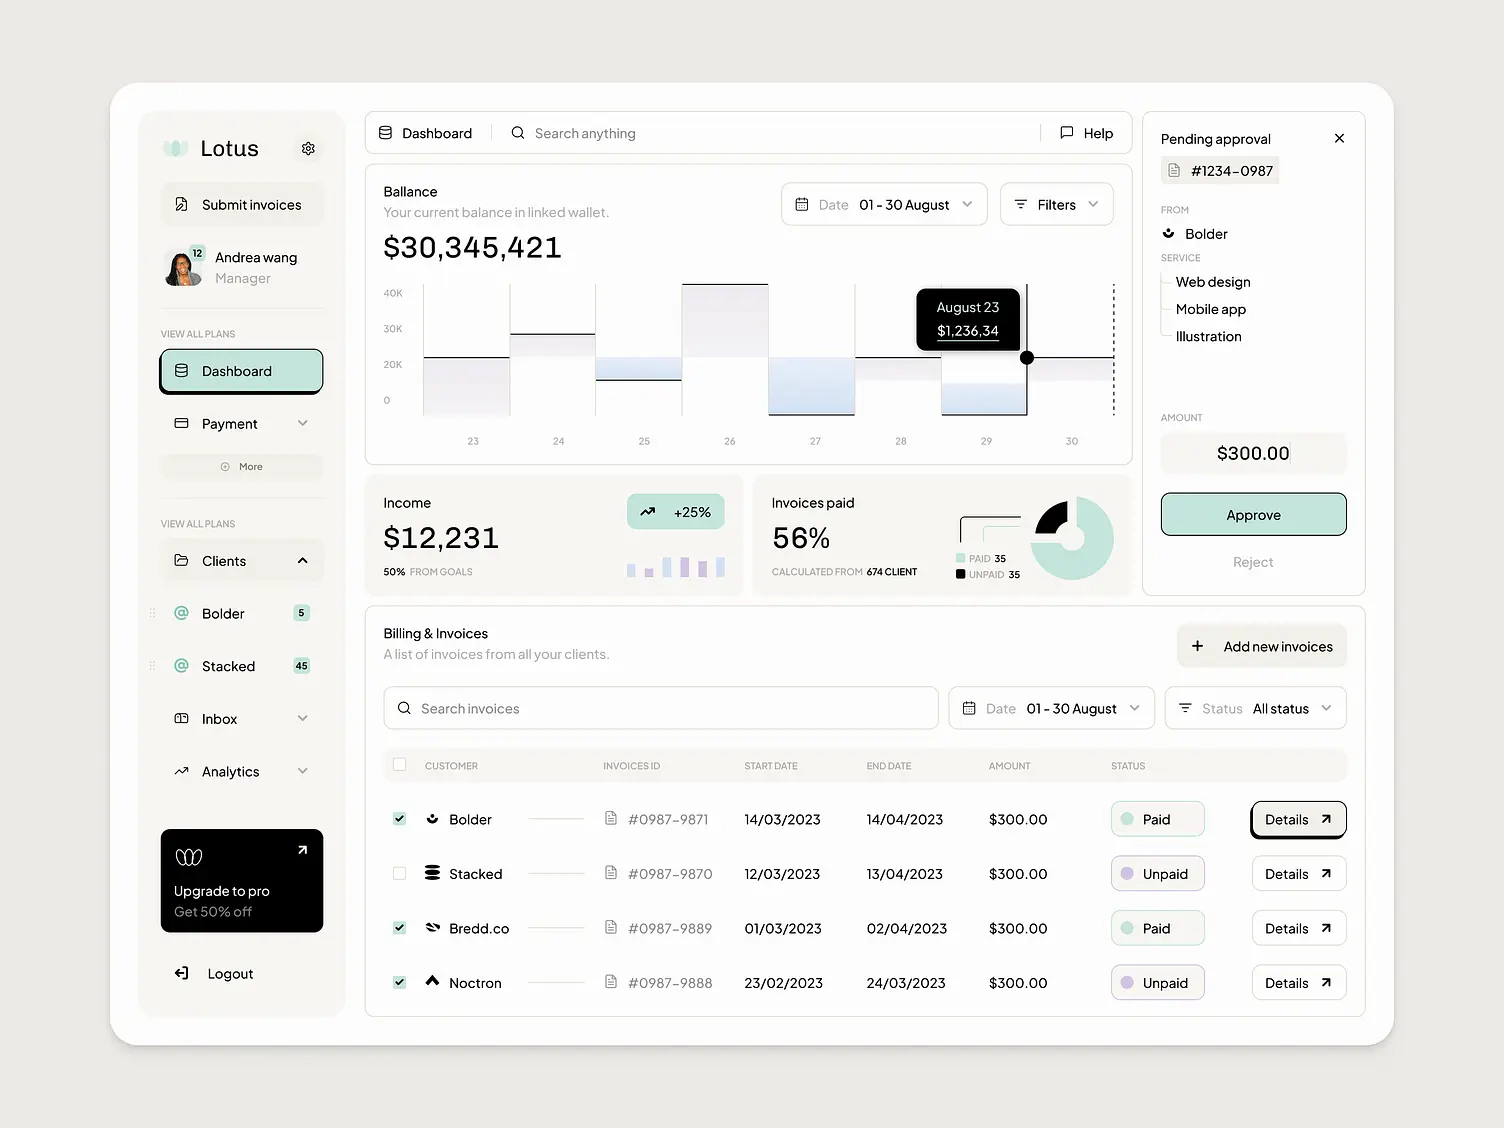 Lotus
Submit invoices
12
Andrea wang
Manager
VIEW ALL PLANS
Dashboard
Payment
More
VIEW ALL PLANS
Clients
Bolder
5
Stacked
45
Inbox
Analytics
Upgrade to pro
Get 50% off
Logout
Dashboard
Search anything
Help
Ballance
Your current balance in linked wallet.
$30,345,421
Date 01 - 30 August
Filters
40K
30K
20K
0
August 23
$1,236,34
23 24 25 26 27 28 29 30
Income
$12,231
50% FROM GOALS
+25%
Invoices paid
56%
CALCULATED FROM 674 CLIENT
PAID 35
UNPAID 35
Pending approval
#1234-0987
FROM
Bolder
SERVICE
Web design
Mobile app
Illustration
AMOUNT
$300.00
Approve
Reject
Billing & Invoices
A list of invoices from all your clients.
Add new invoices
Search invoices
Date 01 - 30 August
Status All status
CUSTOMER INVOICES ID START DATE END DATE AMOUNT STATUS
Bolder #0987-9871 14/03/2023 14/04/2023 $300.00 Paid Details
Stacked #0987-9870 12/03/2023 13/04/2023 $300.00 Unpaid Details
Bredd.co #0987-9889 01/03/2023 02/04/2023 $300.00 Paid Details
Noctron #0987-9888 23/02/2023 24/03/2023 $300.00 Unpaid Details